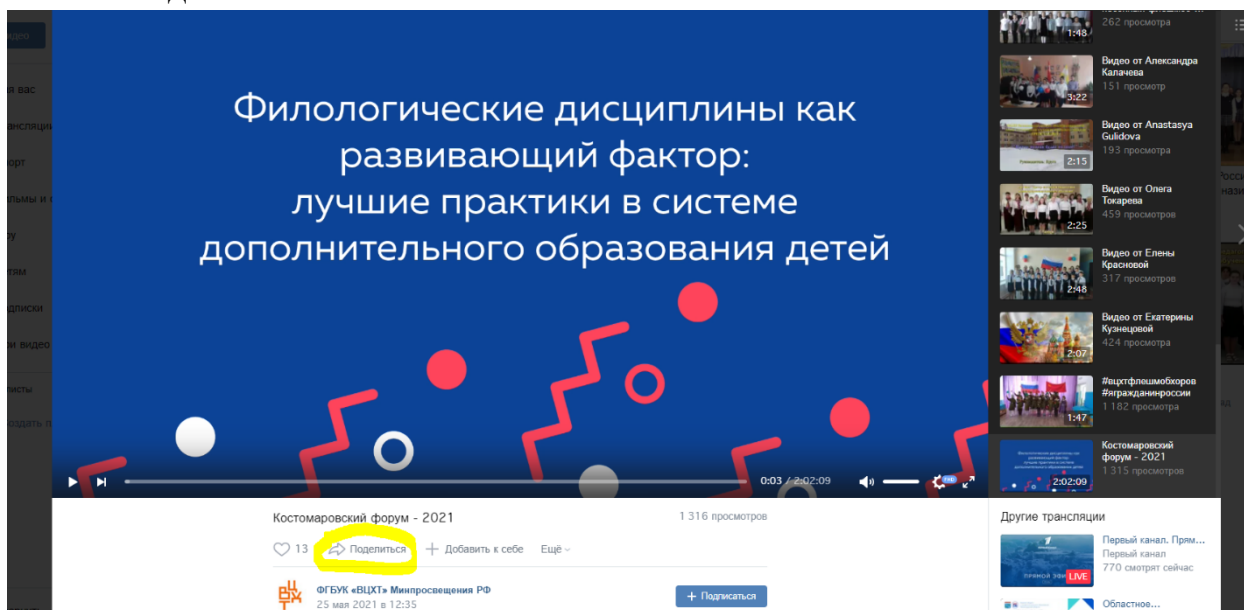 Филологические дисциплины как
развивающий фактор:
лучшие практики в системе
дополнительного образования детей
0:03 / 2:02:09
Костомаровский форум - 2021
1 316 просмотров
13
Поделиться
Добавить к себе
Ещё
ФГБУК «ВЦХТ» Минпросвещения РФ
25 мая 2021 в 12:35
+ Подписаться
262 просмотра
1:48
Видео от Александра
Калачева
151 просмотр
3:22
Видео от Anastasya
Gulidova
193 просмотра
2:15
Видео от Олега
Токарева
459 просмотров
2:25
Видео от Елены
Красновой
317 просмотров
2:48
Видео от Екатерины
Кузнецовой
424 просмотра
2:07
#вцхтфлешмобхоров
#ягражданинроссии
1 182 просмотра
1:47
Костомаровский
форум - 2021
1 315 просмотров
2:02:09
Другие трансляции
Первый канал. Прям...
Первый канал
770 смотрят сейчас
LIVE
Областное...